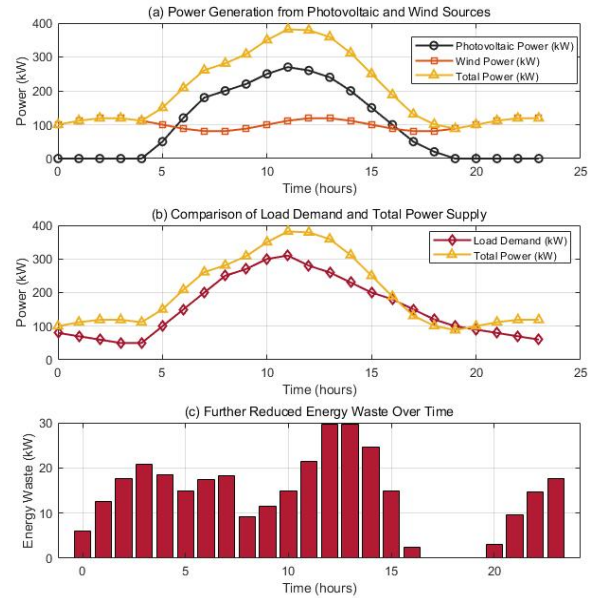 (a) Power Generation from Photovoltaic and Wind Sources
400
300
200
100
0
Power (kW)
Photovoltaic Power (kW)
Wind Power (kW)
Total Power (kW)
0 5 10 15 20 25
Time (hours)
(b) Comparison of Load Demand and Total Power Supply
400
300
200
100
0
Power (kW)
Load Demand (kW)
Total Power (kW)
0 5 10 15 20 25
Time (hours)
(c) Further Reduced Energy Waste Over Time
30
20
10
0
Energy Waste (kW)
0 5 10 15 20
Time (hours)